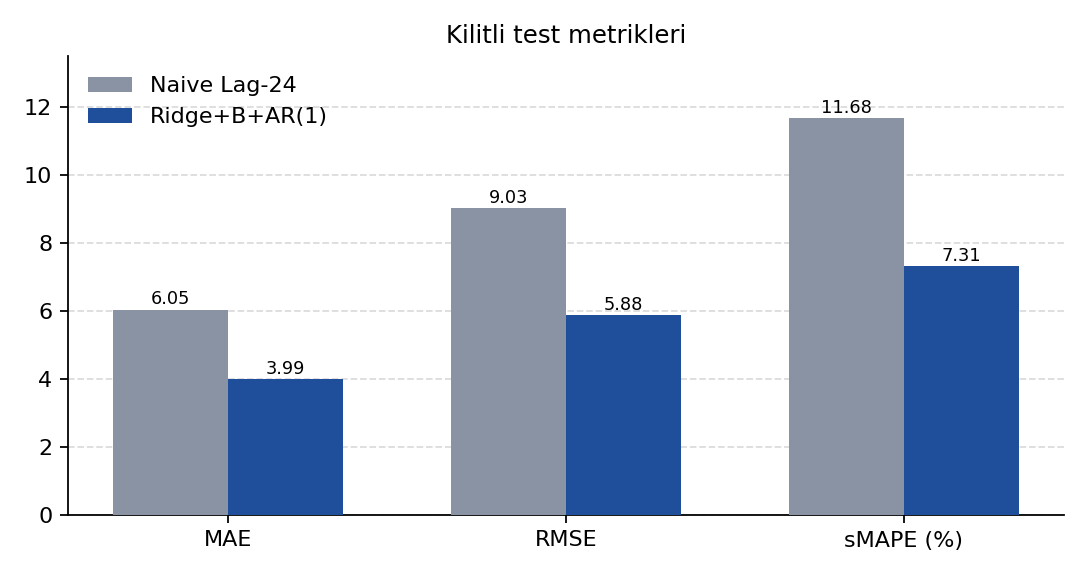 Kilitli test metrikleri
Naive Lag-24
Ridge+B+AR(1)
12
10
8
6
4
2
0
6.05
3.99
9.03
5.88
11.68
7.31
MAE
RMSE
sMAPE (%)